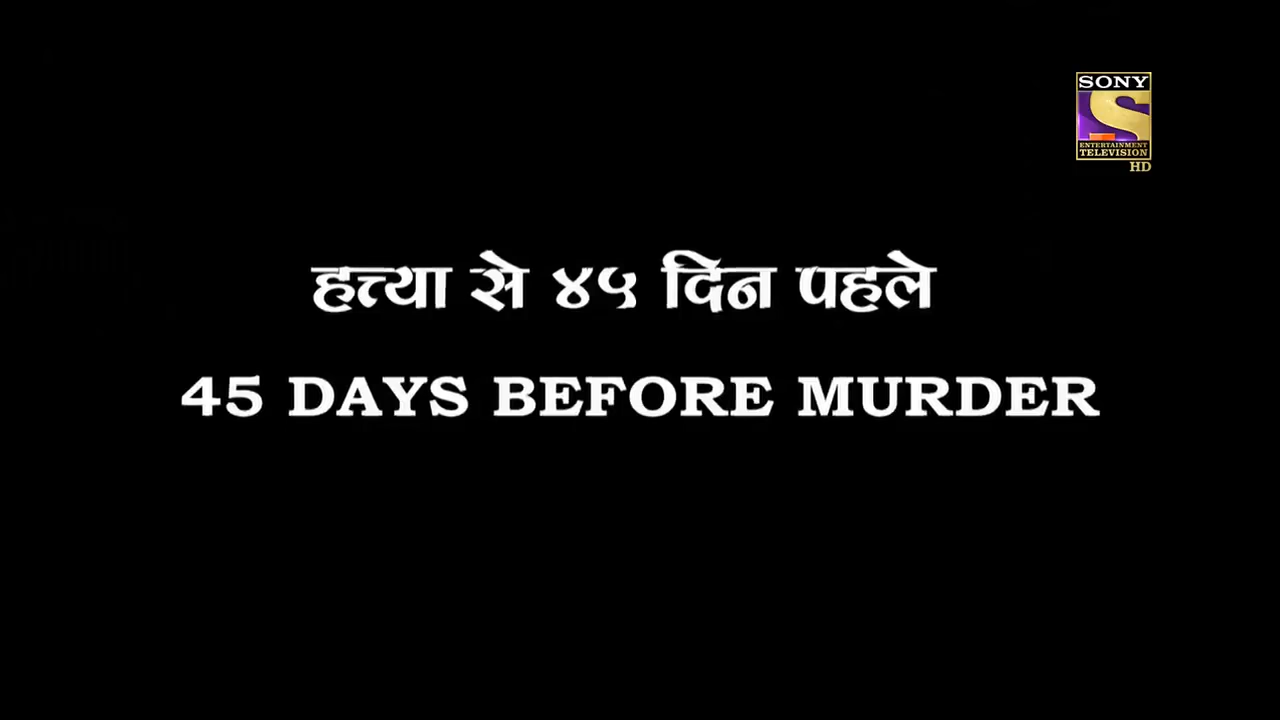 SONY
ENTERTAINMENT
TELEVISION
HD
हत्या से ४५ दिन पहले
45 DAYS BEFORE MURDER